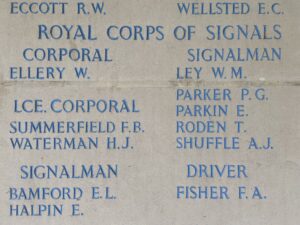 ECCOTT R.W. WELLSTED E.C.
ROYAL CORPS OF SIGNALS
CORPORAL SIGNALMAN
ELLERY W. LEY W.M.
PARKER P.G.
LCE. CORPORAL PARKIN E.
SUMMERFIELD F.B. RODEN T.
WATERMAN H.J. SHUFFLE A.J.
SIGNALMAN DRIVER
BAMFORD E.L. FISHER F.A.
HALPIN E.